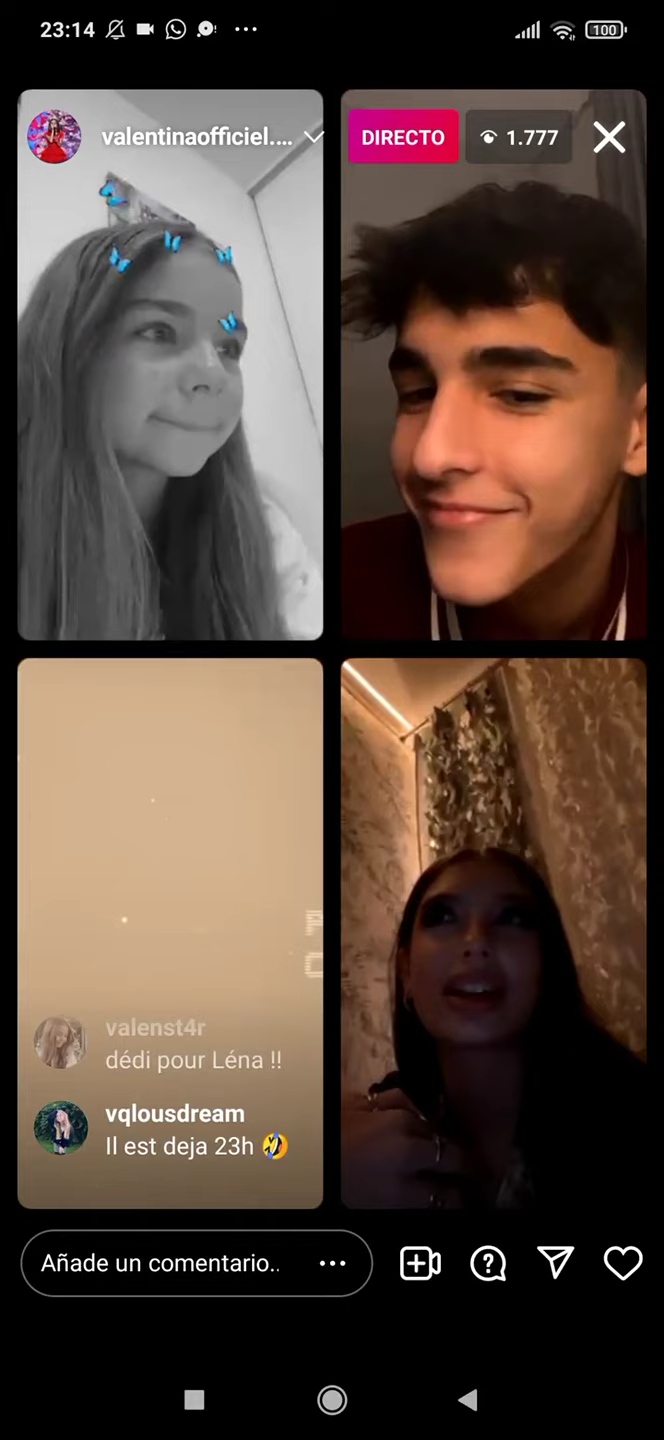 23:14
100
valentinaofficiel....
DIRECTO
1.777
valenst4r
dédi pour Léna !!
vqlousdream
Il est deja 23h 🤣
Añade un comentario..